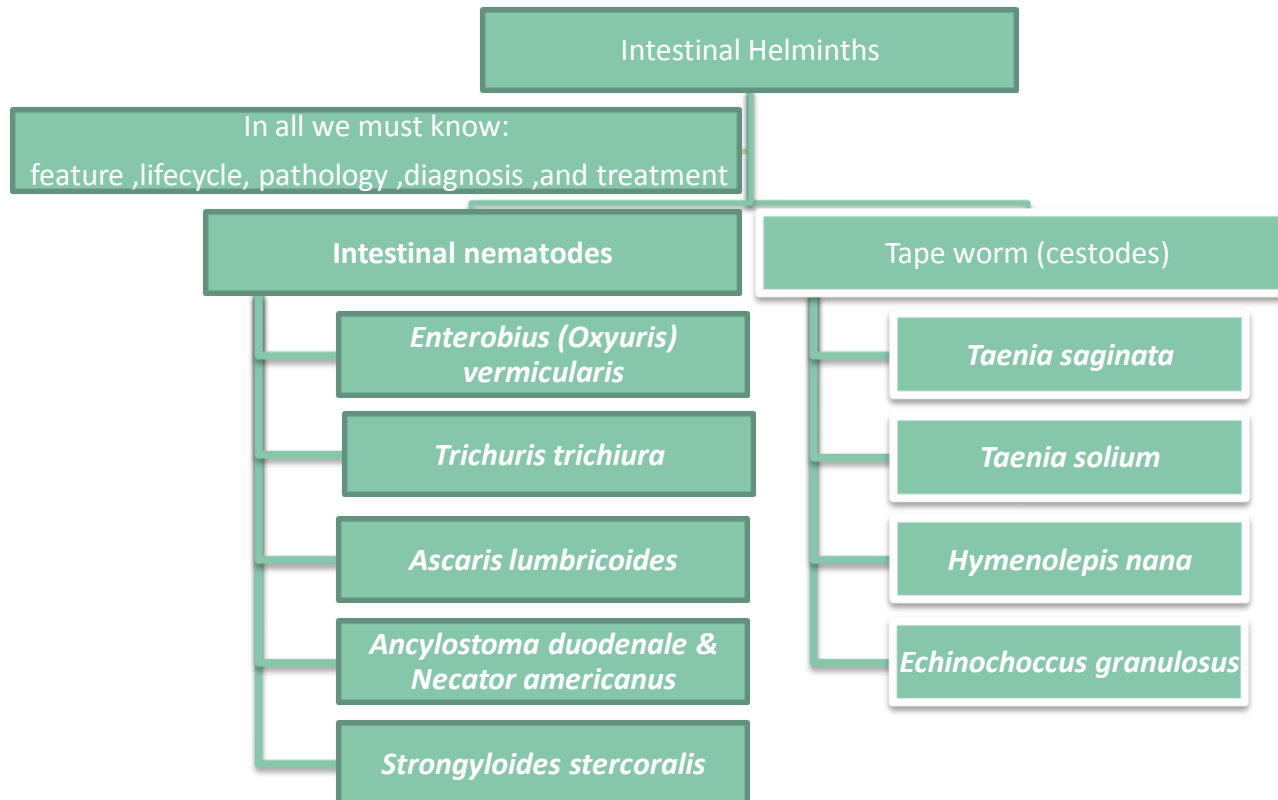 Intestinal Helminths
In all we must know:
feature ,lifecycle, pathology ,diagnosis ,and treatment
Intestinal nematodes
Enterobius (Oxyuris)
vermicularis
Trichuris trichiura
Ascaris lumbricoides
Ancylostoma duodenale &
Necator americanus
Strongyloides stercoralis
Tape worm (cestodes)
Taenia saginata
Taenia solium
Hymenolepis nana
Echinochoccus granulosus